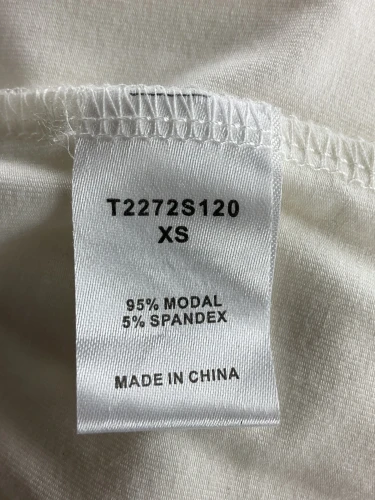 T2272S120
XS
95% MODAL
5% SPANDEX
MADE IN CHINA